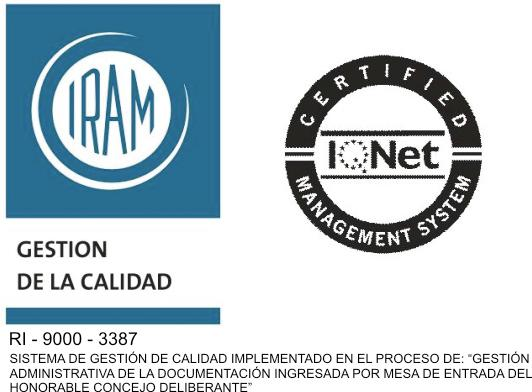 IRAM
GESTION
DE LA CALIDAD
CERTIFIED
IQNet
MANAGEMENT SYSTEM
RI - 9000 - 3387
SISTEMA DE GESTIÓN DE CALIDAD IMPLEMENTADO EN EL PROCESO DE: “GESTIÓN
ADMINISTRATIVA DE LA DOCUMENTACIÓN INGRESADA POR MESA DE ENTRADA DEL
HONORABLE CONCEJO DELIBERANTE”